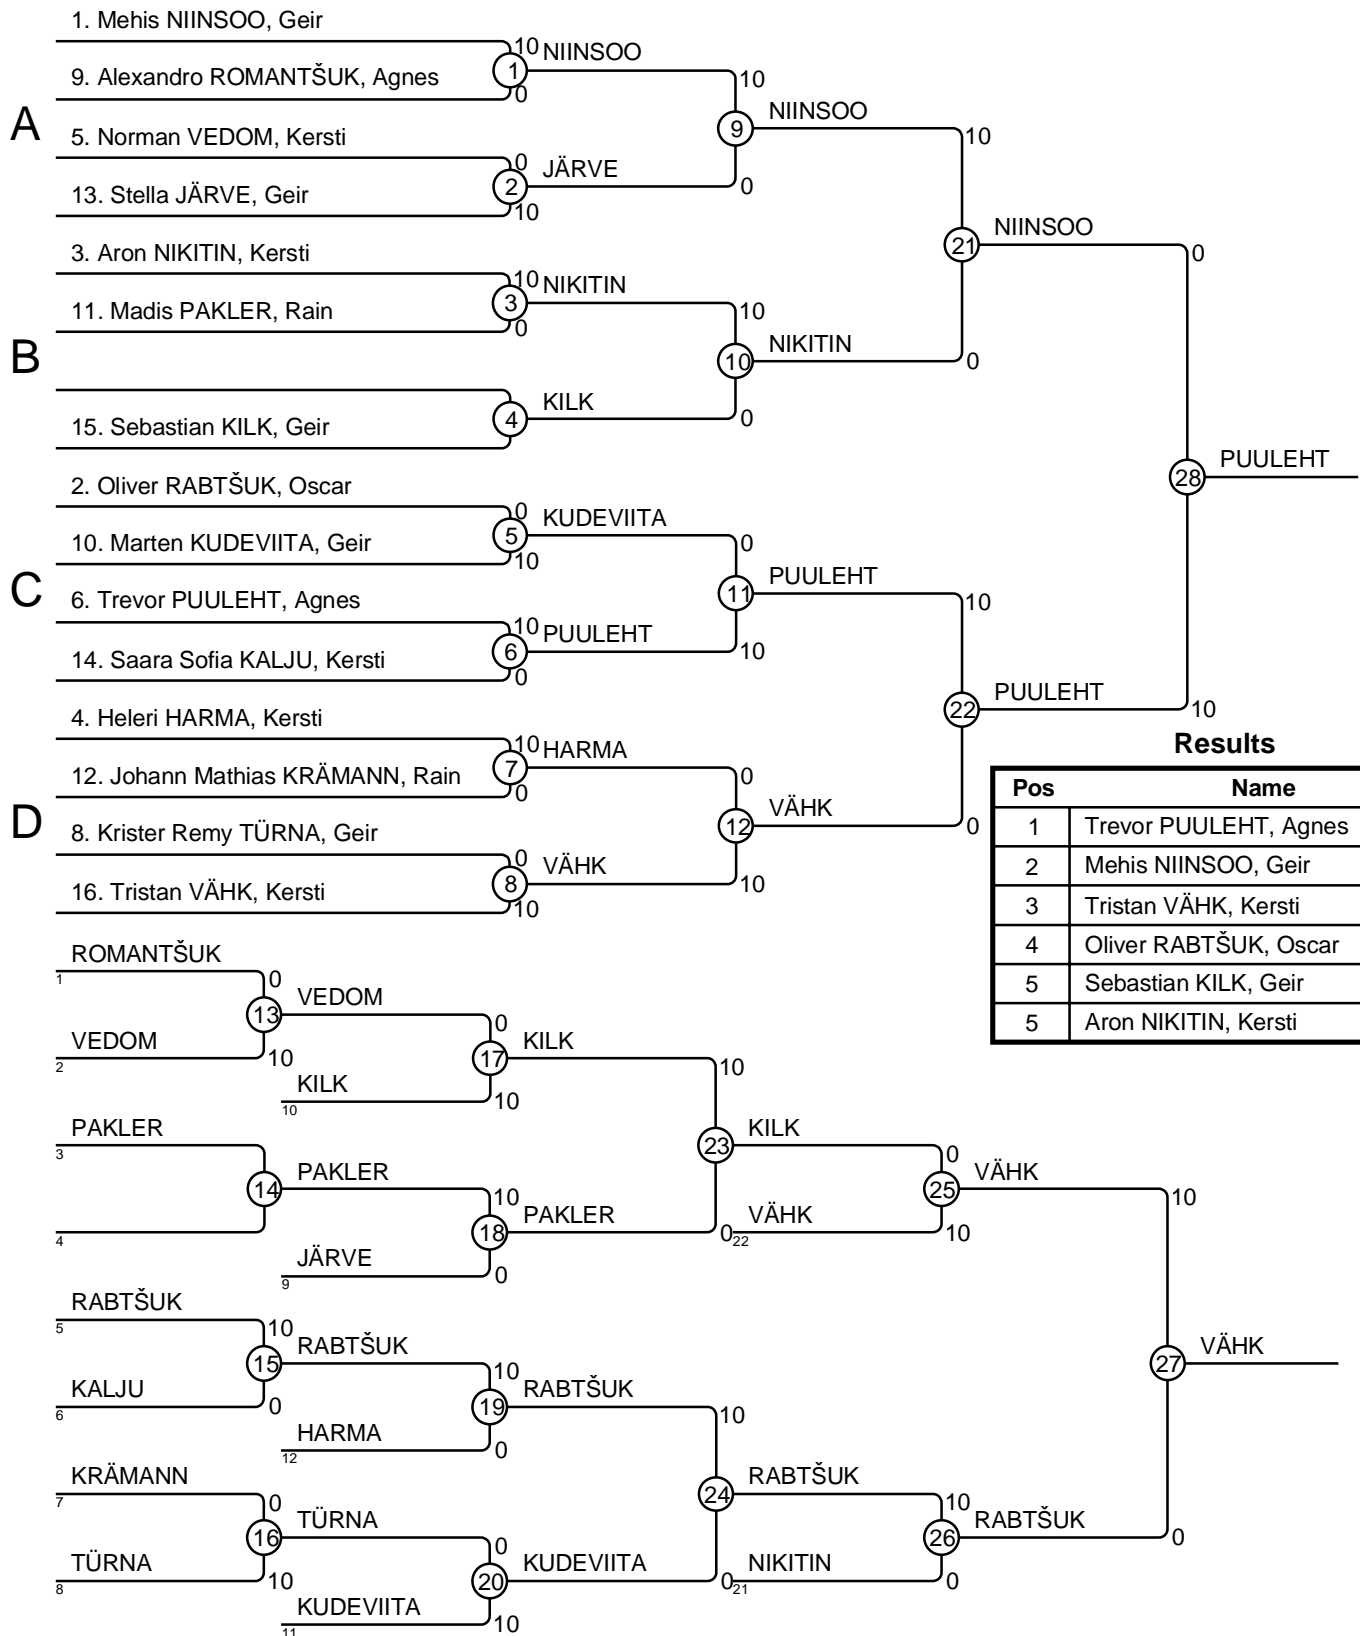 1. Mehis NIINSOO, Geir
10
NIINSOO
1
9. Alexandro ROMANTŠUK, Agnes
0
10
NIINSOO
9
A
5. Norman VEDOM, Kersti
0
JÄRVE
2
0
13. Stella JÄRVE, Geir
10
10
NIINSOO
21
3. Aron NIKITIN, Kersti
10
NIKITIN
3
11. Madis PAKLER, Rain
0
10
NIKITIN
10
0
B
KILK
4
0
15. Sebastian KILK, Geir
0
PUULEHT
28
2. Oliver RABTŠUK, Oscar
0
KUDEVIITA
5
10. Marten KUDEVIITA, Geir
10
0
PUULEHT
11
C
6. Trevor PUULEHT, Agnes
10
PUULEHT
6
10
14. Saara Sofia KALJU, Kersti
0
10
PUULEHT
22
10
4. Heleri HARMA, Kersti
10
HARMA
7
12. Johann Mathias KRÄMANN, Rain
0
0
VÄHK
12
0
D
8. Krister Remy TÜRNA, Geir
0
VÄHK
8
10
16. Tristan VÄHK, Kersti
10
Results
Pos Name
1 Trevor PUULEHT, Agnes
2 Mehis NIINSOO, Geir
3 Tristan VÄHK, Kersti
4 Oliver RABTŠUK, Oscar
5 Sebastian KILK, Geir
5 Aron NIKITIN, Kersti
ROMANTŠUK
1
0
VEDOM
13
VEDOM
2
10
0
KILK
17
KILK
10
10
PAKLER
3
PAKLER
14
4
10
PAKLER
18
JÄRVE
9
0
10
KILK
23
0
0
VÄHK
25
VÄHK
22
10
RABTŠUK
5
10
RABTŠUK
15
KALJU
6
0
10
RABTŠUK
19
HARMA
12
0
KRÄMANN
7
0
TÜRNA
16
TÜRNA
8
10
0
KUDEVIITA
20
KUDEVIITA
11
10
10
RABTŠUK
24
0
10
RABTŠUK
26
NIKITIN
21
0
10
VÄHK
27
0